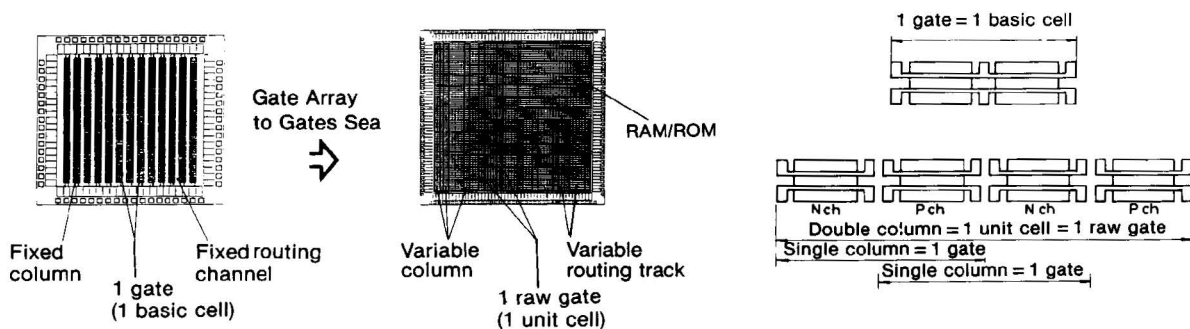 Gate Array
to Gates Sea
Fixed
column
Fixed routing
channel
1 gate
(1 basic cell)
RAM/ROM
Variable
column
Variable
routing track
1 raw gate
(1 unit cell)
1 gate = 1 basic cell
Nch
Pch
Nch
Pch
Double column = 1 unit cell = 1 raw gate
Single column = 1 gate
Single column = 1 gate